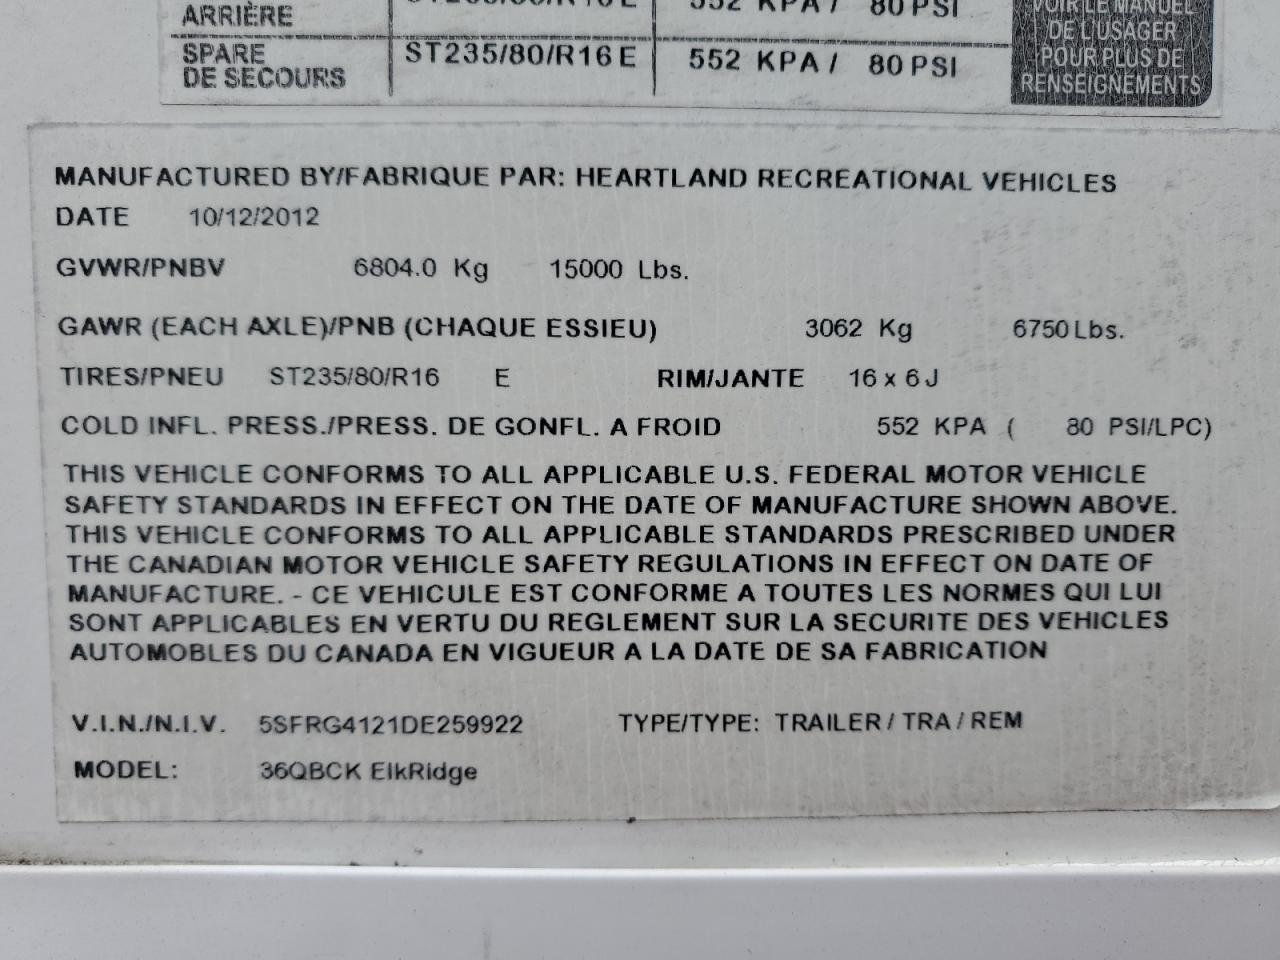 ARRIÈRE 552 KPA / 80 PSI
SPARE
DE SECOURS ST235/80/R16 E 552 KPA / 80 PSI
VOIR LE MANUEL
DE L'USAGER
POUR PLUS DE
RENSEIGNEMENTS
MANUFACTURED BY/FABRIQUE PAR: HEARTLAND RECREATIONAL VEHICLES
DATE 10/12/2012
GVWR/PNBV 6804.0 Kg 15000 Lbs.
GAWR (EACH AXLE)/PNB (CHAQUE ESSIEU) 3062 Kg 6750 Lbs.
TIRES/PNEU ST235/80/R16 E RIM/JANTE 16 x 6 J
COLD INFL. PRESS./PRESS. DE GONFL. A FROID 552 KPA ( 80 PSI/LPC)
THIS VEHICLE CONFORMS TO ALL APPLICABLE U.S. FEDERAL MOTOR VEHICLE
SAFETY STANDARDS IN EFFECT ON THE DATE OF MANUFACTURE SHOWN ABOVE.
THIS VEHICLE CONFORMS TO ALL APPLICABLE STANDARDS PRESCRIBED UNDER
THE CANADIAN MOTOR VEHICLE SAFETY REGULATIONS IN EFFECT ON DATE OF
MANUFACTURE. - CE VEHICULE EST CONFORME A TOUTES LES NORMES QUI LUI
SONT APPLICABLES EN VERTU DU REGLEMENT SUR LA SECURITE DES VEHICLES
AUTOMOBLES DU CANADA EN VIGUEUR A LA DATE DE SA FABRICATION
V.I.N./N.I.V. 5SFRG4121DE259922 TYPE/TYPE: TRAILER / TRA / REM
MODEL: 36QBCK ElkRidge